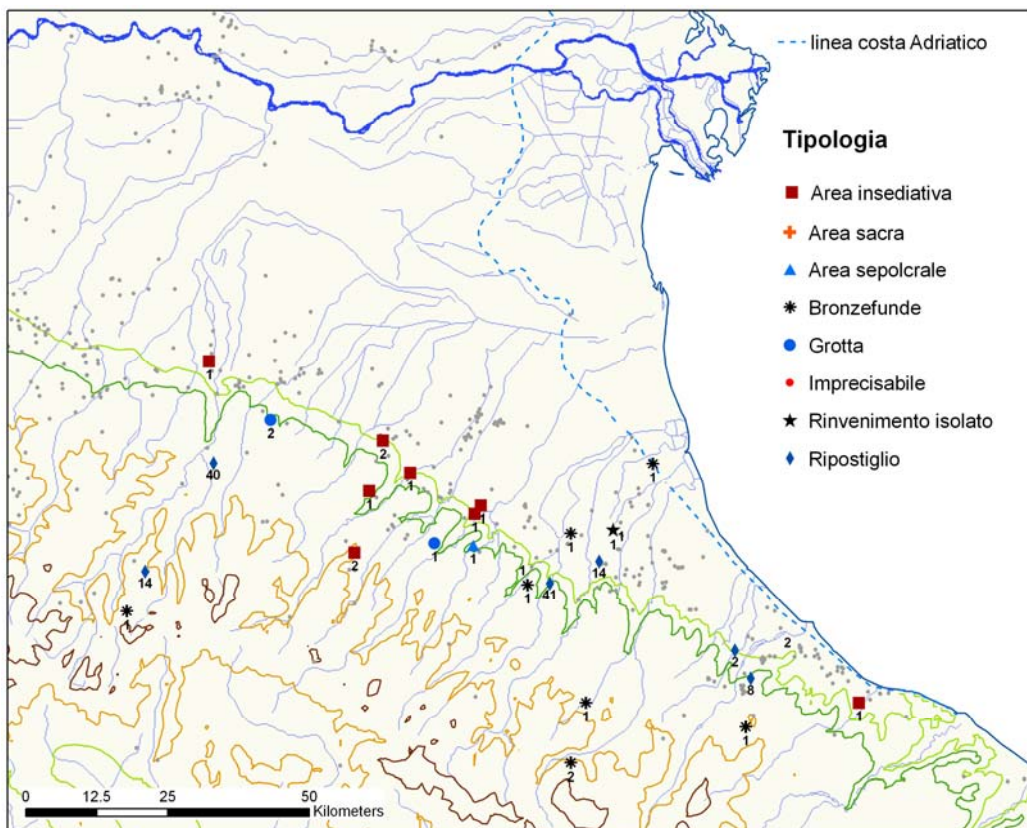 linea costa Adriatico
Tipologia
Area insediativa
Area sacra
Area sepolcrale
Bronzefunde
Grotta
Imprecisabile
Rinvenimento isolato
Ripostiglio
1
2
2
40
1
1
1
1
1
1
1
1
1
14
1
1
2
14
1
1
41
2
2
8
1
1
1
1
2
0 12.5 25 50
Kilometers